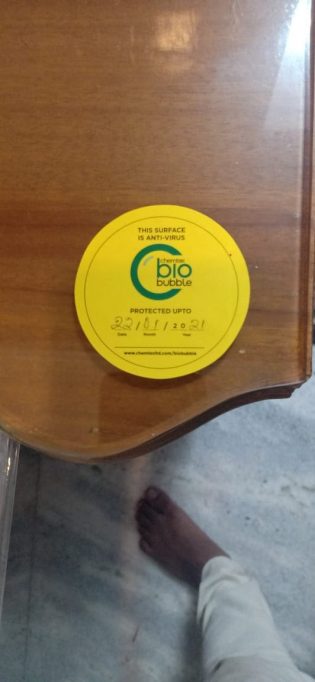 THIS SURFACE
IS ANTI-VIRUS
chemtex
bio
bubble
PROTECTED UPTO
22/01/2021
Date Month Year
www.chemtexltd.com/biobubble